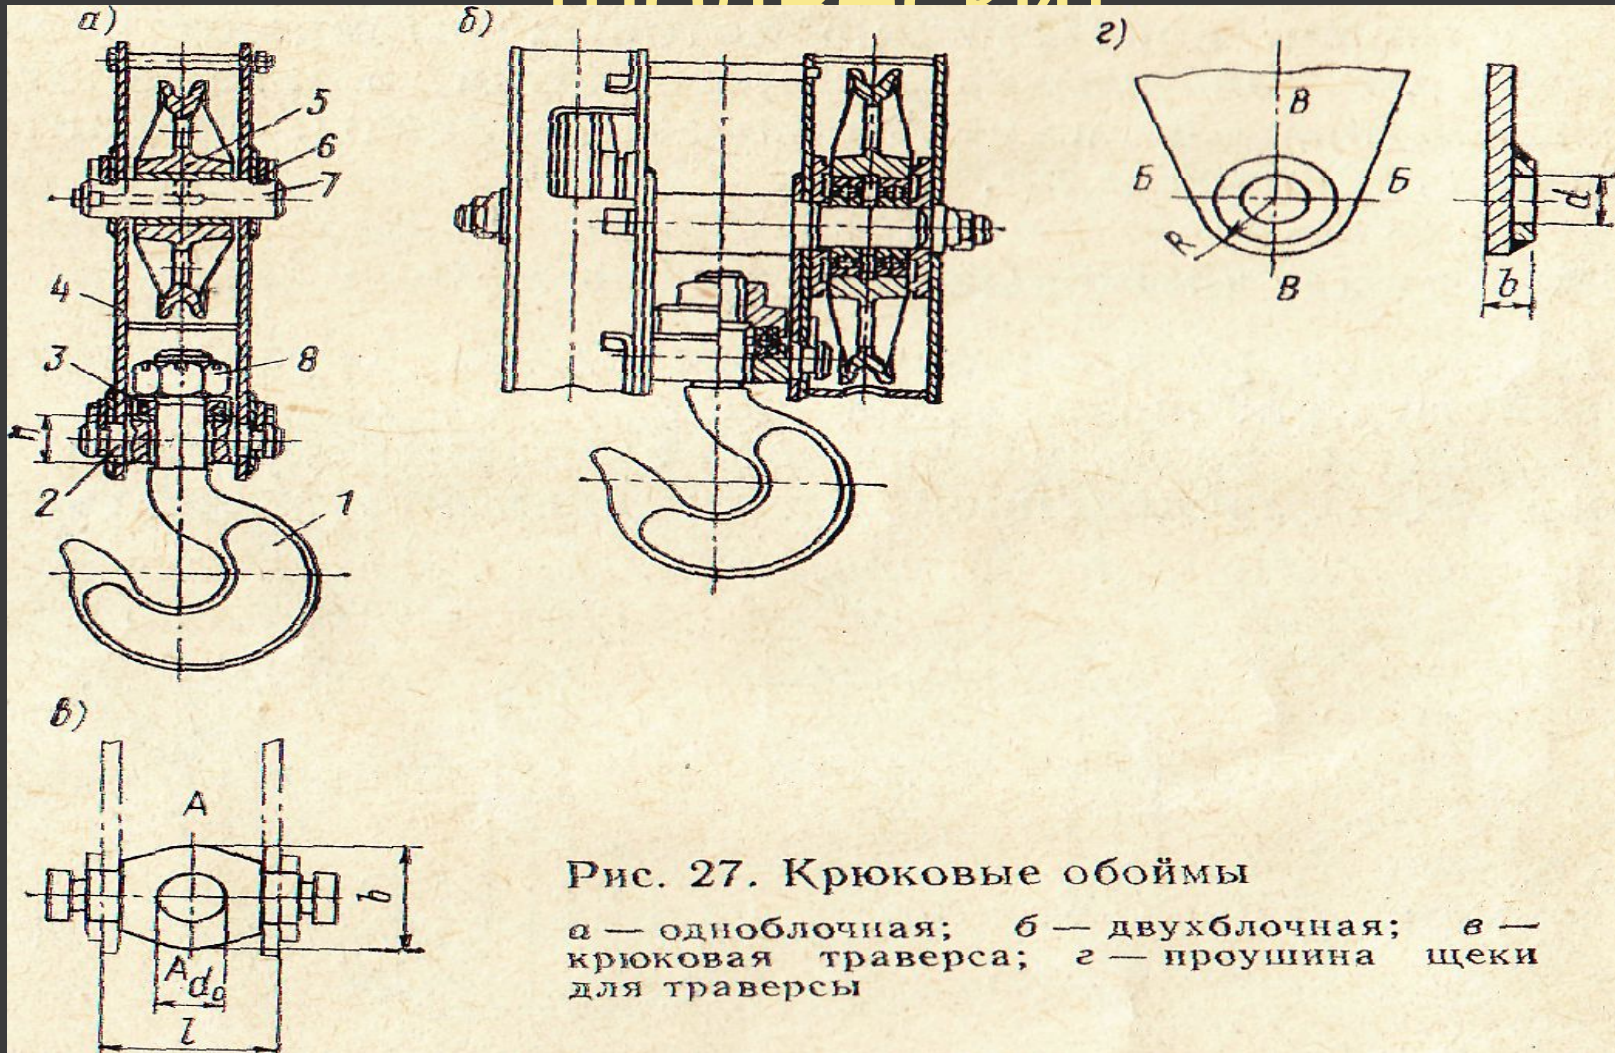 а)
б)
г)
5
6
7
4
3
8
2
1
h
В
Б
Б
R
В
d
b
в)
А
b
А
d₀
l
Рис. 27. Крюковые обоймы
а — одноблочная; б — двухблочная; в —
крюковая траверса; г — проушина щеки
для траверсы